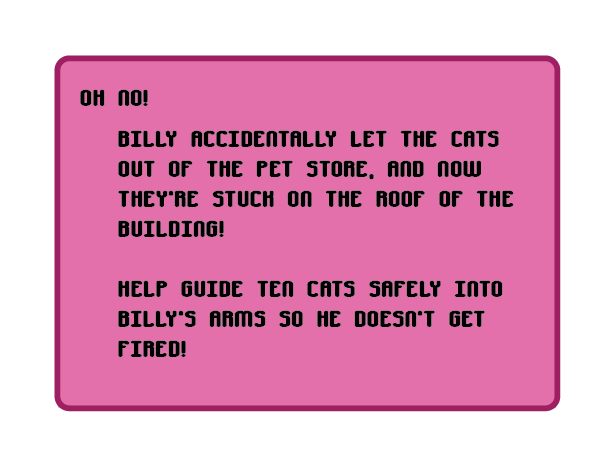 OH NO!
BILLY ACCIDENTALLY LET THE CATS
OUT OF THE PET STORE, AND NOW
THEY'RE STUCK ON THE ROOF OF THE
BUILDING!
HELP GUIDE TEN CATS SAFELY INTO
BILLY'S ARMS SO HE DOESN'T GET
FIRED!